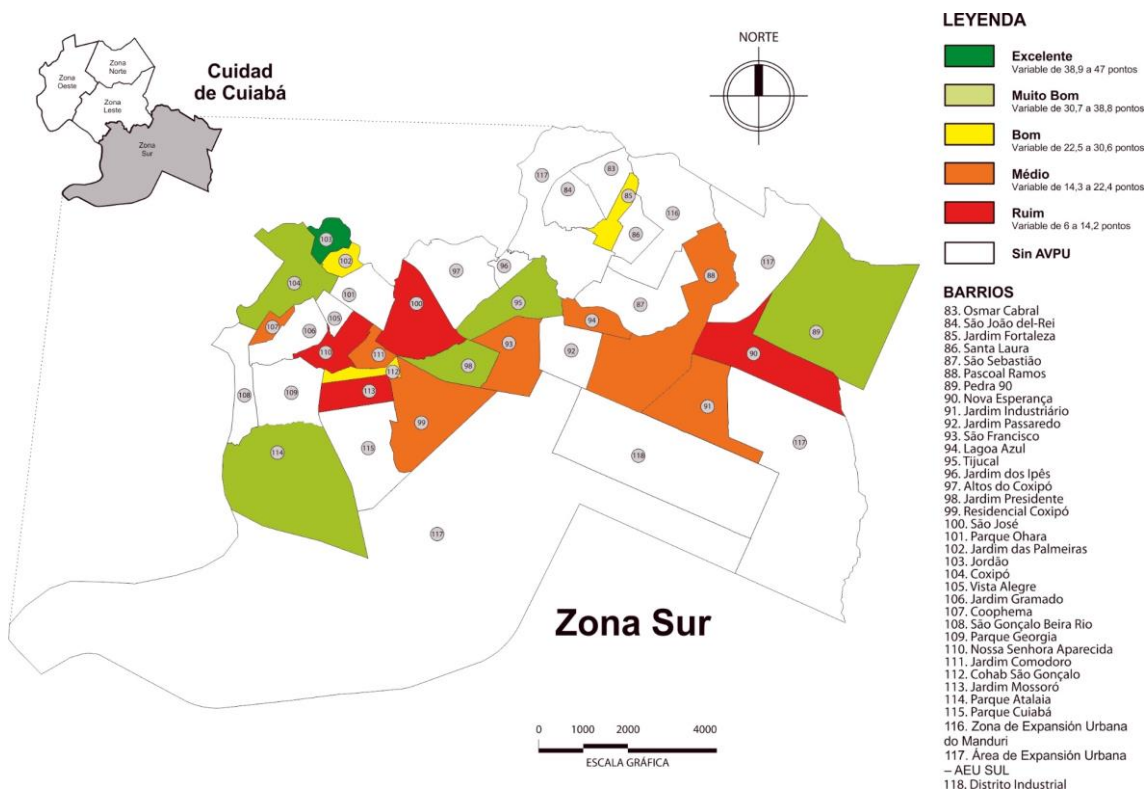 Zona
Oeste
Zona
Norte
Zona
Leste
Zona
Sur
Cuidad
de Cuiabá
NORTE
117
83
84
85
116
86
103
102
104
97
96
88
117
101
100
95
87
105
107
106
94
89
110
111
93
92
90
98
112
108
109
113
91
99
114
115
118
117
117
Zona Sur
0 1000 2000 4000
ESCALA GRÁFICA
LEYENDA
Excelente
Variable de 38,9 a 47 pontos
Muito Bom
Variable de 30,7 a 38,8 pontos
Bom
Variable de 22,5 a 30,6 pontos
Médio
Variable de 14,3 a 22,4 pontos
Ruim
Variable de 6 a 14,2 pontos
Sin AVPU
BARRIOS
83. Osmar Cabral
84. São João del-Rei
85. Jardim Fortaleza
86. Santa Laura
87. São Sebastião
88. Pascoal Ramos
89. Pedra 90
90. Nova Esperança
91. Jardim Industriário
92. Jardim Passaredo
93. São Francisco
94. Lagoa Azul
95. Tijucal
96. Jardim dos Ipês
97. Altos do Coxipó
98. Jardim Presidente
99. Residencial Coxipó
100. São José
101. Parque Ohara
102. Jardim das Palmeiras
103. Jordão
104. Coxipó
105. Vista Alegre
106. Jardim Gramado
107. Coophema
108. São Gonçalo Beira Rio
109. Parque Georgia
110. Nossa Senhora Aparecida
111. Jardim Comodoro
112. Cohab São Gonçalo
113. Jardim Mossoró
114. Parque Atalaia
115. Parque Cuiabá
116. Zona de Expansión Urbana
do Manduri
117. Área de Expansión Urbana
– AEU SUL
118. Distrito Industrial